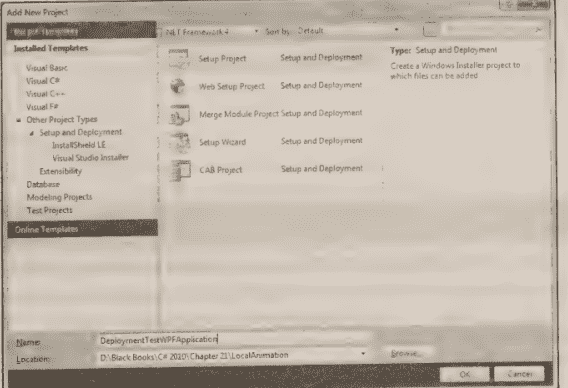 Add New Project
Recent Templates
.NET Framework 4 Sort by: Default
Installed Templates
Visual Basic
Visual C#
Visual C++
Visual F#
Other Project Types
Setup and Deployment
InstallShield LE
Visual Studio Installer
Extensibility
Database
Modeling Projects
Test Projects
Online Templates
Setup Project Setup and Deployment
Web Setup Project Setup and Deployment
Merge Module Project Setup and Deployment
Setup Wizard Setup and Deployment
CAB Project Setup and Deployment
Type: Setup and Deployment
Create a Windows Installer project to
which files can be added
Name: DeploymentTestWPFApplication
Location: D:\Black Books\C# 2010\Chapter 21\LocalAnimation
Browse...
OK Cancel